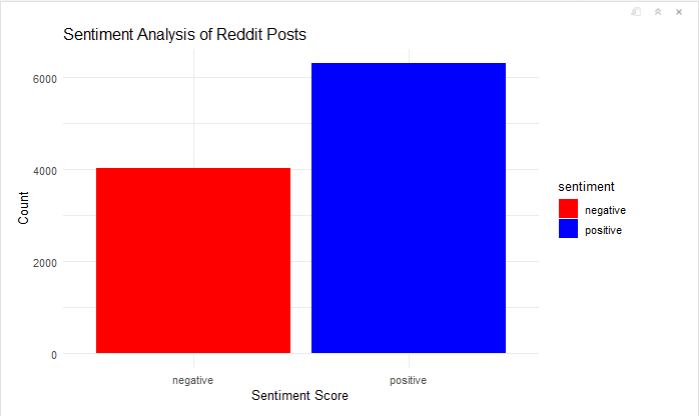 Sentiment Analysis of Reddit Posts
6000
4000
2000
0
Count
negative
positive
Sentiment Score
sentiment
negative
positive